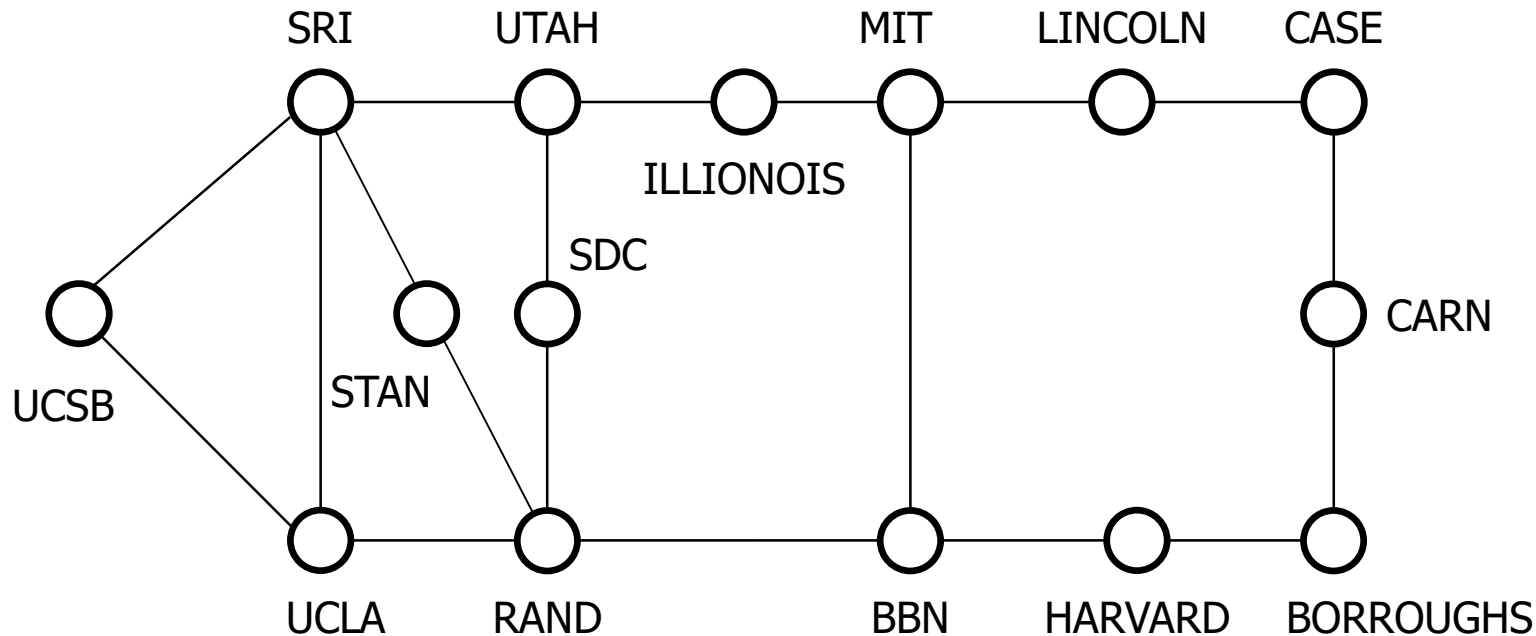 SRI
UTAH
MIT
LINCOLN
CASE
ILLIONOIS
SDC
CARN
STAN
UCSB
UCLA
RAND
BBN
HARVARD
BORROUGHS